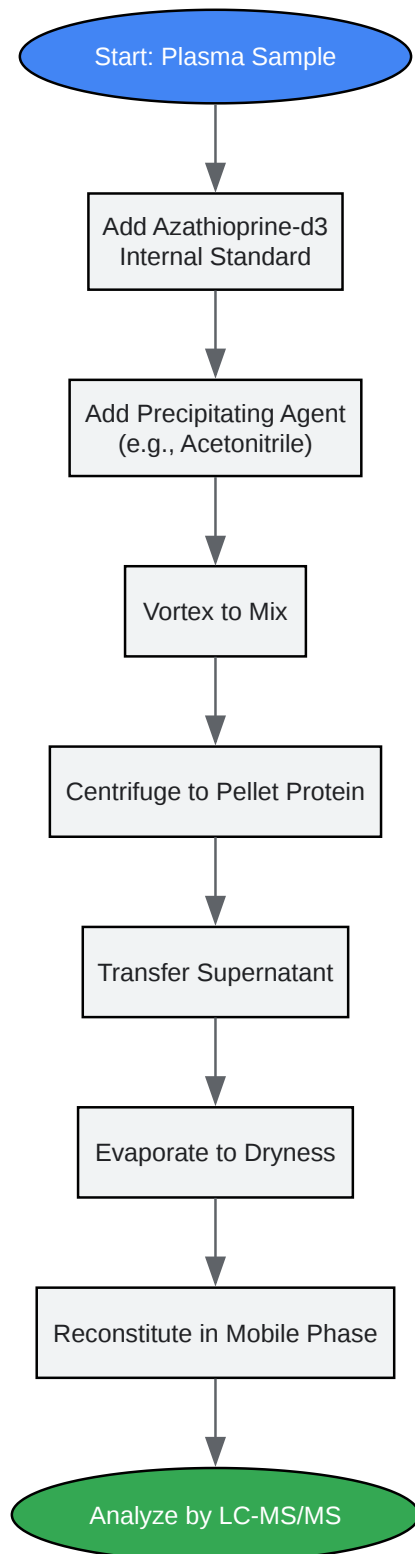 Start: Plasma Sample
Add Azathioprine-d3
Internal Standard
Add Precipitating Agent
(e.g., Acetonitrile)
Vortex to Mix
Centrifuge to Pellet Protein
Transfer Supernatant
Evaporate to Dryness
Reconstitute in Mobile Phase
Analyze by LC-MS/MS